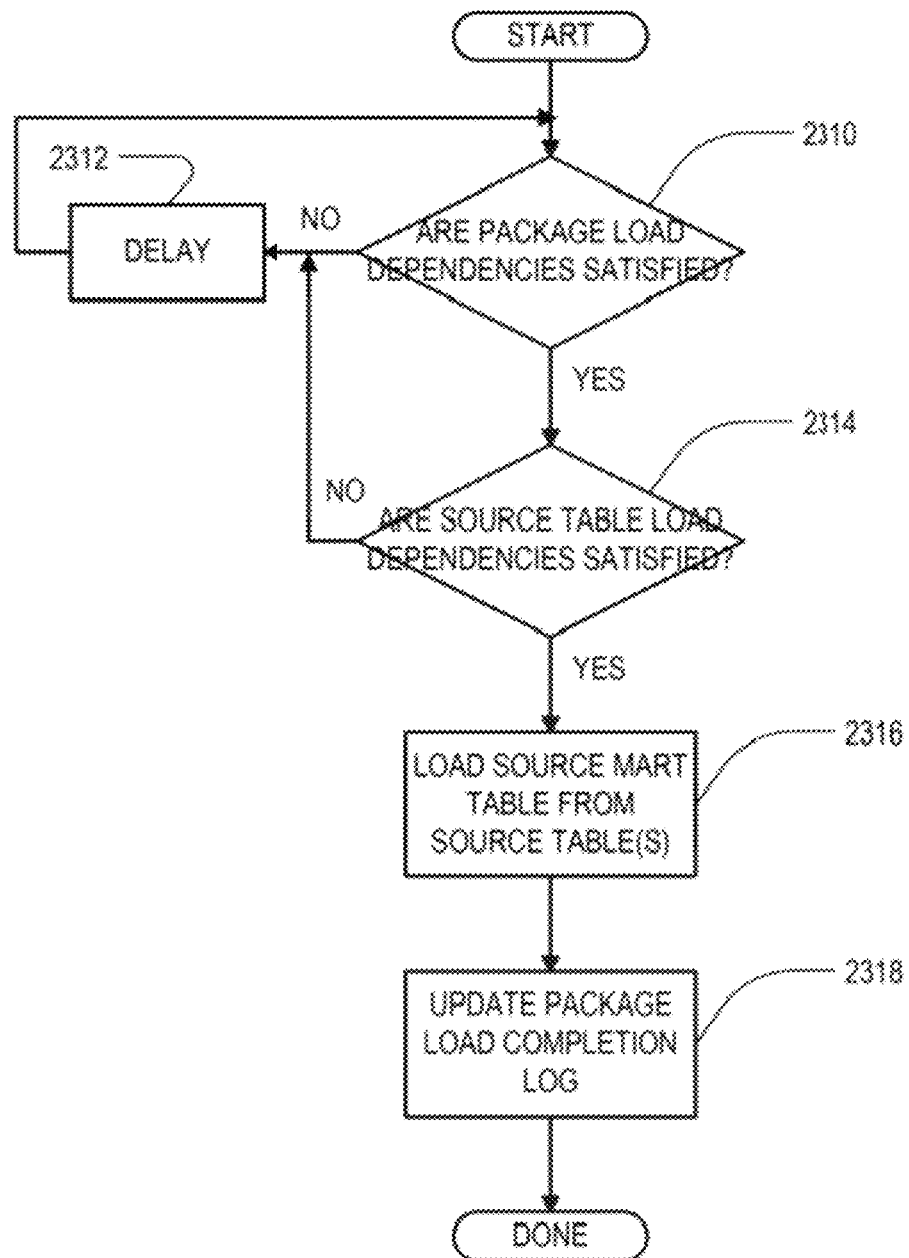 START
2310
2312
NO
ARE PACKAGE LOAD
DEPENDENCIES SATISFIED?
DELAY
YES
2314
NO
ARE SOURCE TABLE LOAD
DEPENDENCIES SATISFIED?
YES
2316
LOAD SOURCE MART
TABLE FROM
SOURCE TABLE(S)
2318
UPDATE PACKAGE
LOAD COMPLETION
LOG
DONE